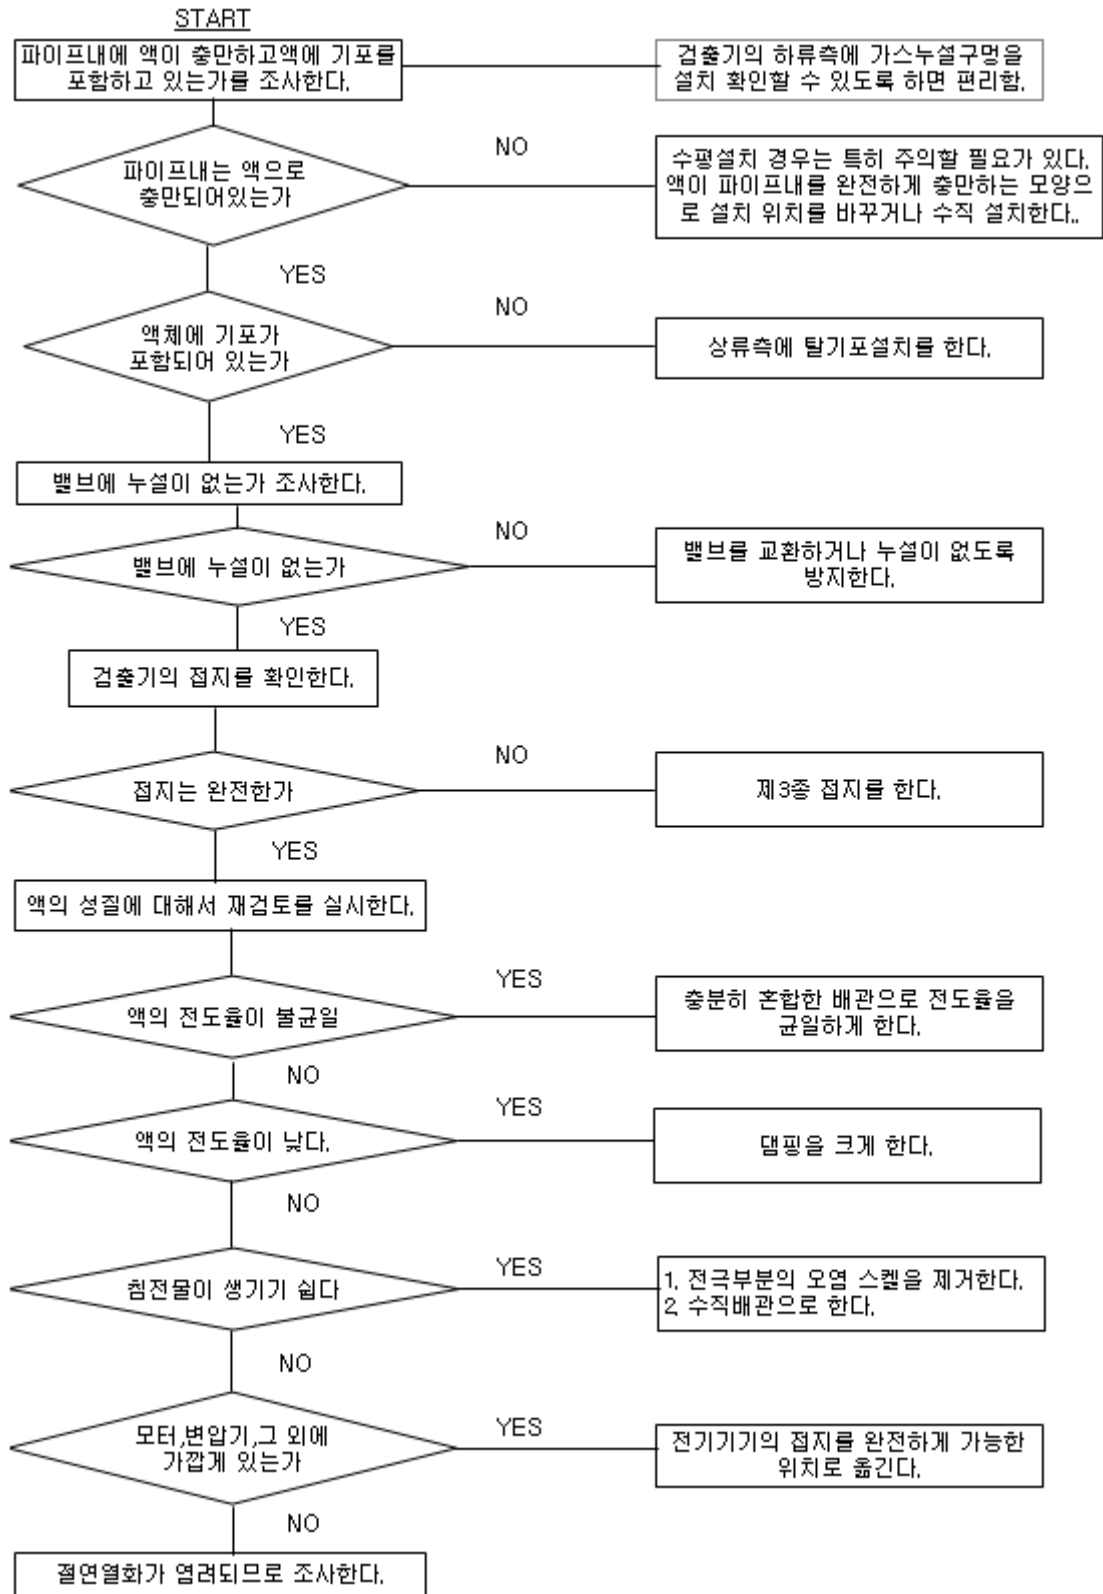 START
파이프내에 액이 충만하고액에 기포를
포함하고 있는가를 조사한다.
검출기의 하류측에 가스누설구멍을
설치 확인할 수 있도록 하면 편리함.
파이프내는 액으로
충만되어있는가
NO
수평설치 경우는 특히 주의할 필요가 있다.
액이 파이프내를 완전하게 충만하는 모양으
로 설치 위치를 바꾸거나 수직 설치한다..
YES
액체에 기포가
포함되어 있는가
NO
상류측에 탈기포설치를 한다.
YES
밸브에 누설이 없는가 조사한다.
밸브에 누설이 없는가
NO
밸브를 교환하거나 누설이 없도록
방지한다.
YES
검출기의 접지를 확인한다.
접지는 완전한가
NO
제3종 접지를 한다.
YES
액의 성질에 대해서 재검토를 실시한다.
액의 전도율이 불균일
YES
충분히 혼합한 배관으로 전도율을
균일하게 한다.
NO
액의 전도율이 낮다.
YES
댐핑을 크게 한다.
NO
침전물이 생기기 쉽다
YES
1. 전극부분의 오염 스켈을 제거한다.
2. 수직배관으로 한다.
NO
모터,변압기,그 외에
가깝게 있는가
YES
전기기기의 접지를 완전하게 가능한
위치로 옮긴다.
NO
절연열화가 염려되므로 조사한다.